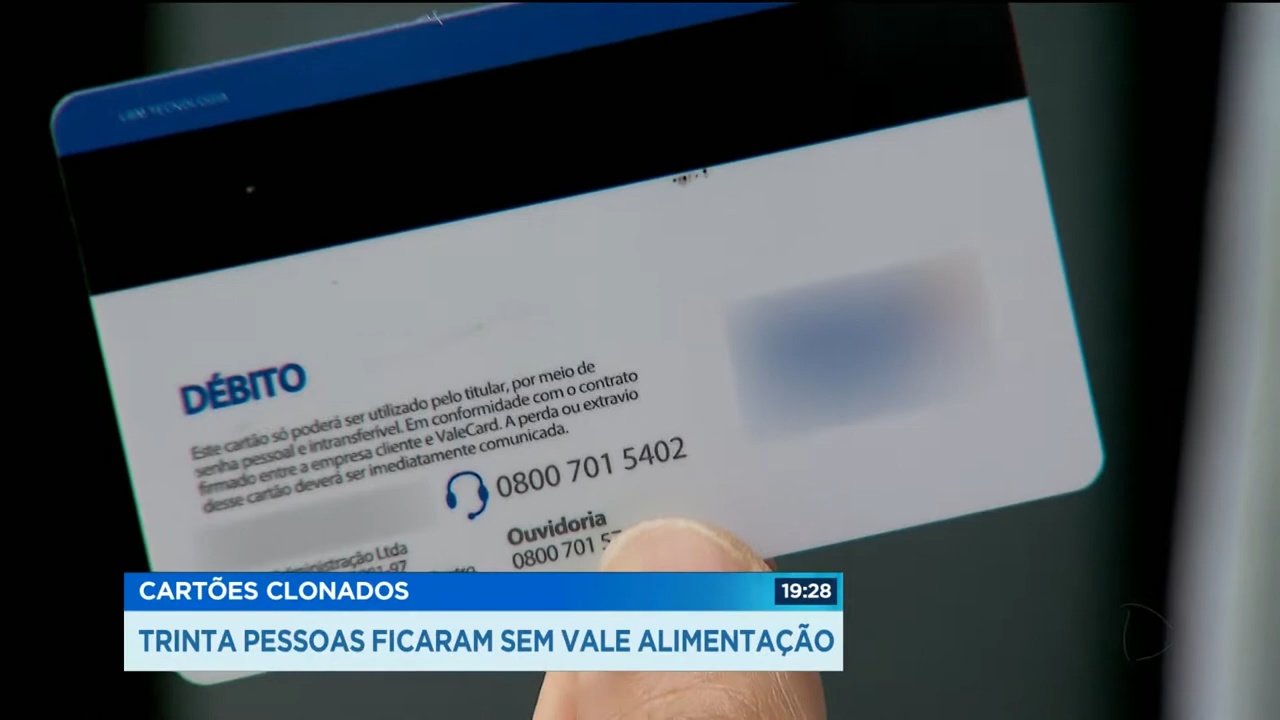 DÉBITO
Este cartão só poderá ser utilizado pelo titular, por meio de
senha pessoal e intransferível. Em conformidade com o contrato
firmado entre a empresa cliente e ValeCard. A perda ou extravio
desse cartão deverá ser imediatamente comunicada.
0800 701 5402
Ouvidoria
0800 701
Ltda
CARTÕES CLONADOS
19:28
TRINTA PESSOAS FICARAM SEM VALE ALIMENTAÇÃO